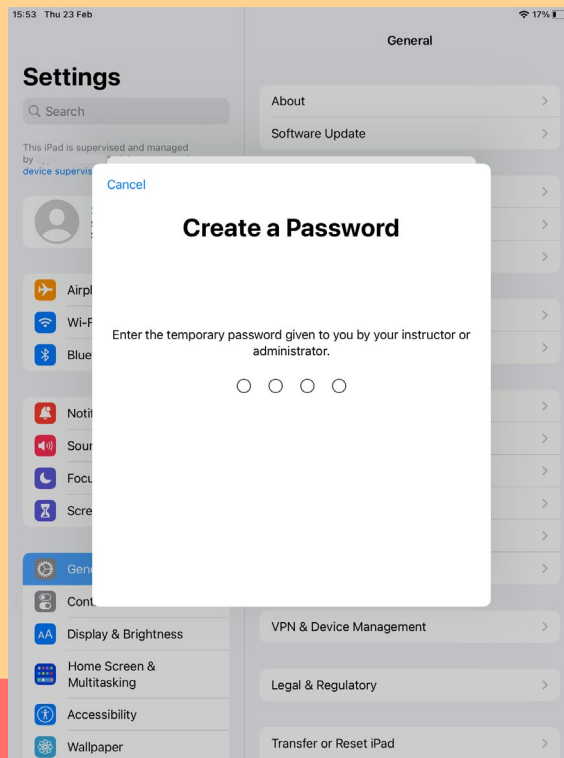 15:53 Thu 23 Feb
17%
General
Settings
Search
This iPad is supervised and managed
by
device supervis
About
Software Update
Cancel
Create a Password
Enter the temporary password given to you by your instructor or
administrator.
Airpl
Wi-F
Blue
Notif
Soun
Focu
Scre
Gen
Cont
Display & Brightness
Home Screen &
Multitasking
Accessibility
Wallpaper
VPN & Device Management
Legal & Regulatory
Transfer or Reset iPad